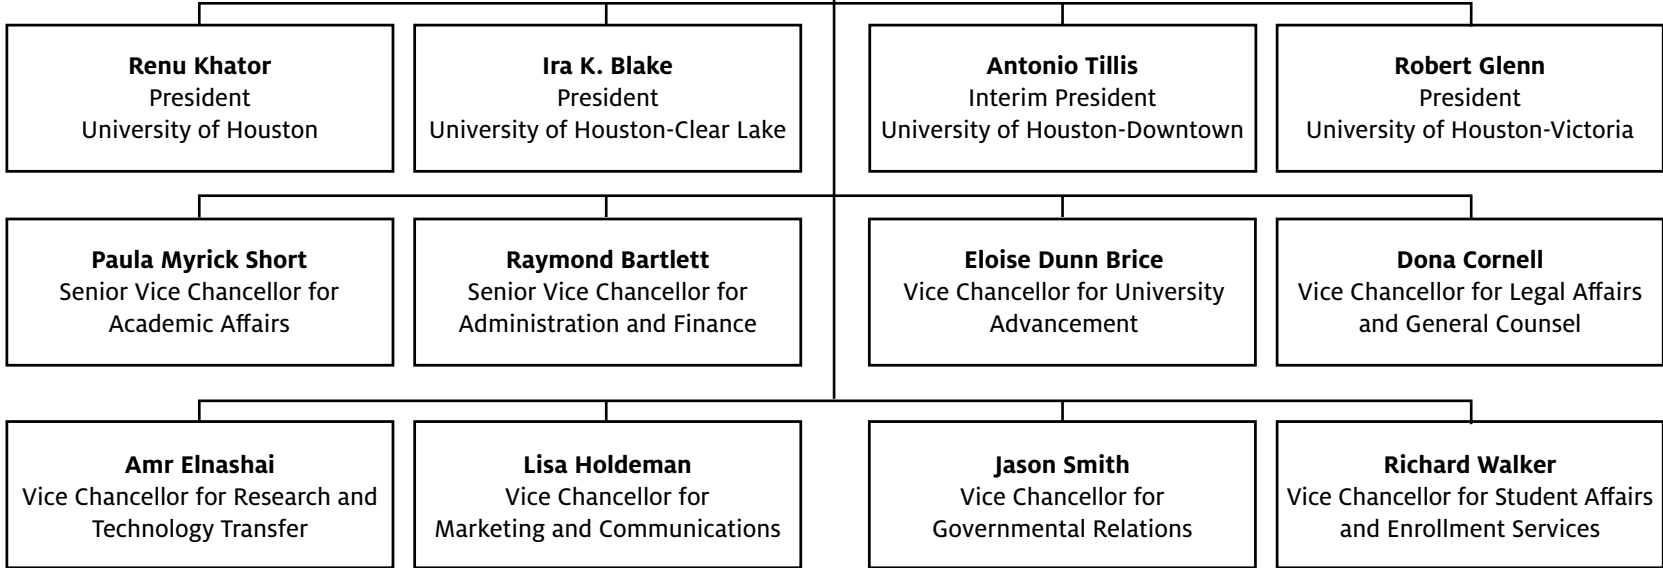 Renu Khator
President
University of Houston
Ira K. Blake
President
University of Houston-Clear Lake
Antonio Tillis
Interim President
University of Houston-Downtown
Robert Glenn
President
University of Houston-Victoria
Paula Myrick Short
Senior Vice Chancellor for
Academic Affairs
Raymond Bartlett
Senior Vice Chancellor for
Administration and Finance
Eloise Dunn Brice
Vice Chancellor for University
Advancement
Dona Cornell
Vice Chancellor for Legal Affairs
and General Counsel
Amr Elnashai
Vice Chancellor for Research and
Technology Transfer
Lisa Holdeman
Vice Chancellor for
Marketing and Communications
Jason Smith
Vice Chancellor for
Governmental Relations
Richard Walker
Vice Chancellor for Student Affairs
and Enrollment Services